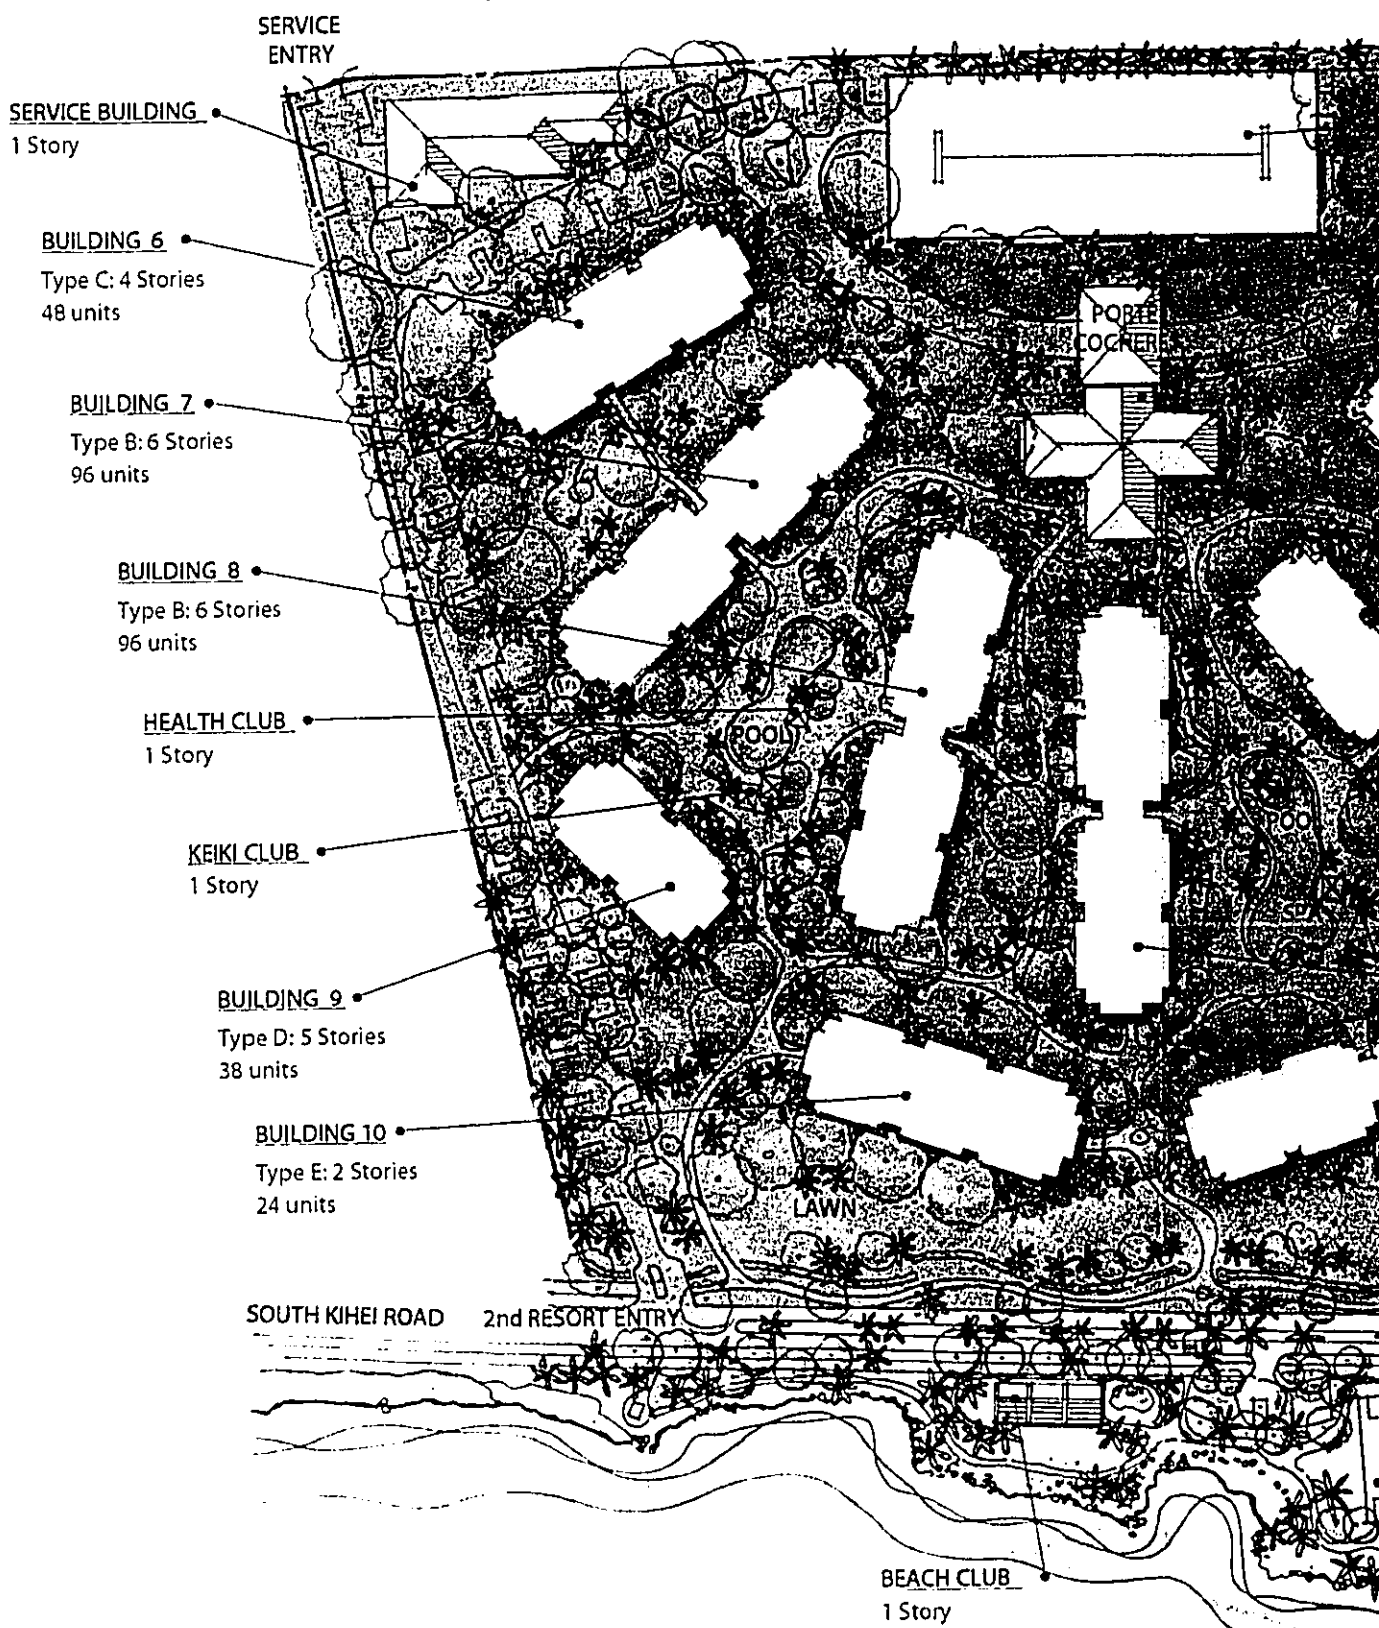 SERVICE
ENTRY
SERVICE BUILDING
1 Story
BUILDING 6
Type C: 4 Stories
48 units
PORTE
COCHERE
BUILDING 7
Type B: 6 Stories
96 units
BUILDING 8
Type B: 6 Stories
96 units
HEALTH CLUB
1 Story
POOL
KEIKI CLUB
1 Story
POOL
SPA
BUILDING 9
Type D: 5 Stories
38 units
BUILDING 10
Type E: 2 Stories
24 units
LAWN
SOUTH KIHEI ROAD
2nd RESORT ENTRY
BEACH CLUB
1 Story